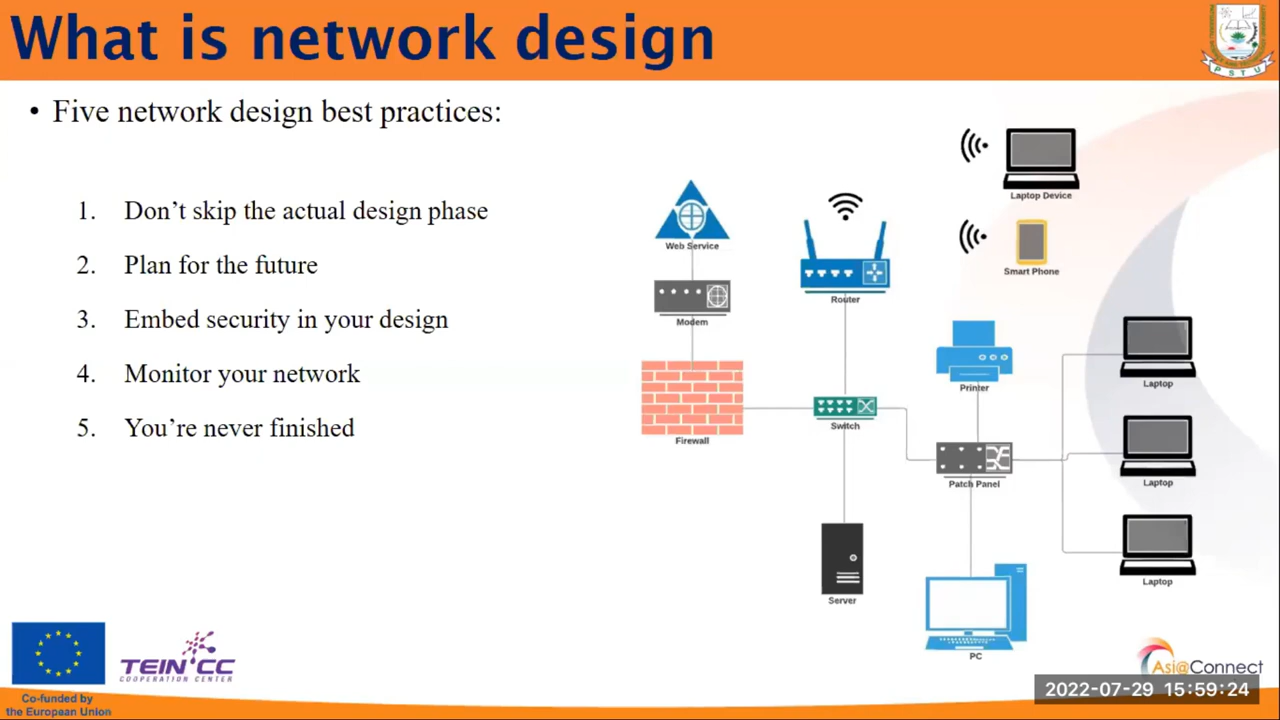 What is network design
PSTU
• Five network design best practices:
1. Don’t skip the actual design phase
2. Plan for the future
3. Embed security in your design
4. Monitor your network
5. You’re never finished
Laptop Device
Web Service
Smart Phone
Router
Modem
Printer
Laptop
Firewall
Switch
Patch Panel
Laptop
Laptop
Server
PC
TEIN*CC
COOPERATION CENTER
Asi@Connect
Co-funded by
the European Union
2022-07-29 15:59:24